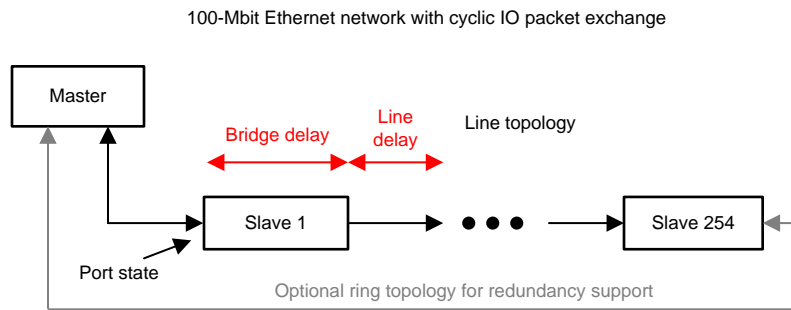 100-Mbit Ethernet network with cyclic IO packet exchange
Master
Bridge delay
Line
delay
Line topology
Slave 1
Slave 254
Port state
Optional ring topology for redundancy support